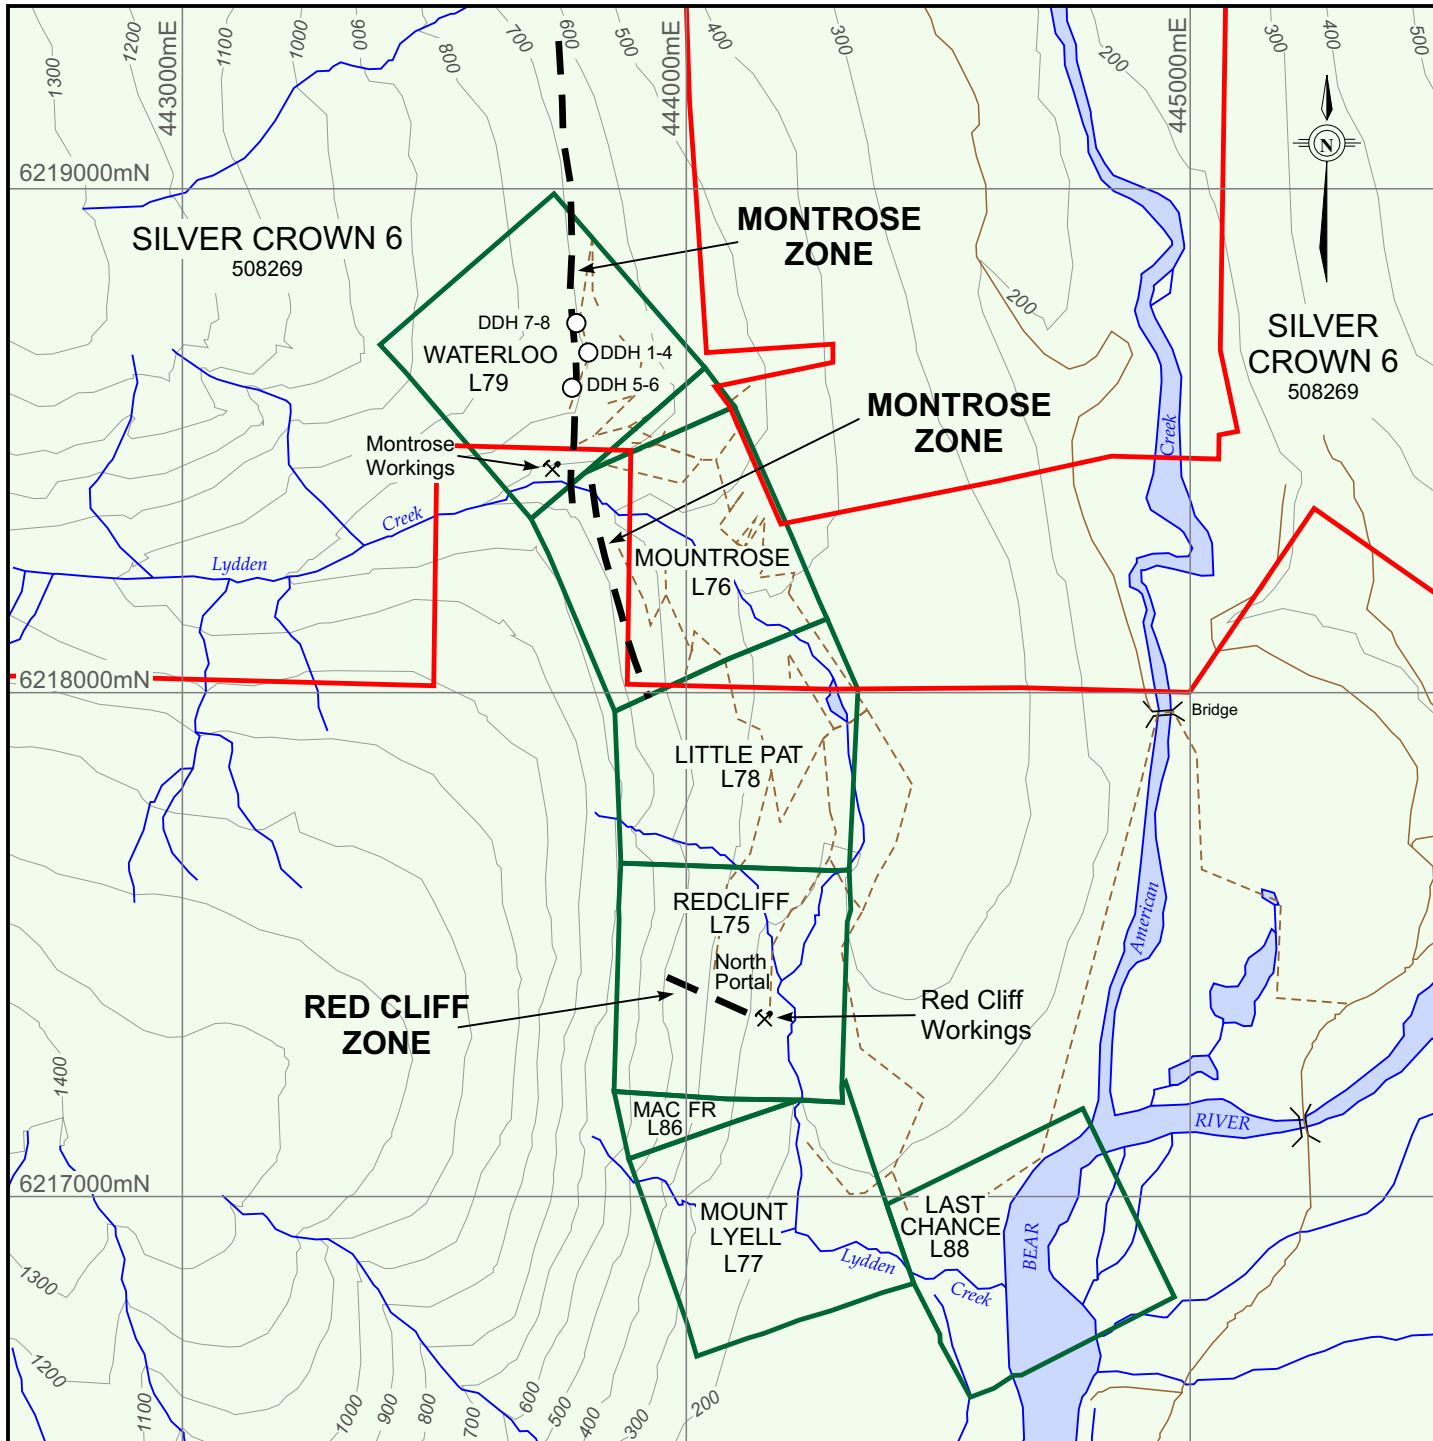 1300
1200
1100
1000
900
800
700
600
500
400
300
200
300
400
500
443000mE
444000mE
445000mE
6219000mN
N
SILVER CROWN 6
508269
MONTROSE
ZONE
200
SILVER
CROWN 6
508269
DDH 7-8
DDH 1-4
DDH 5-6
WATERLOO
L79
MONTROSE
ZONE
Montrose
Workings
Creek
Creek
Lydden
MOUNTROSE
L76
6218000mN
Bridge
LITTLE PAT
L78
REDCLIFF
L75
American
North
Portal
RED CLIFF
ZONE
Red Cliff
Workings
1400
MAC FR
L86
RIVER
6217000mN
MOUNT
LYELL
L77
LAST
CHANCE
L88
BEAR
Lydden
Creek
1300
1200
1100
1000
900
800
700
600
500
400
300
200